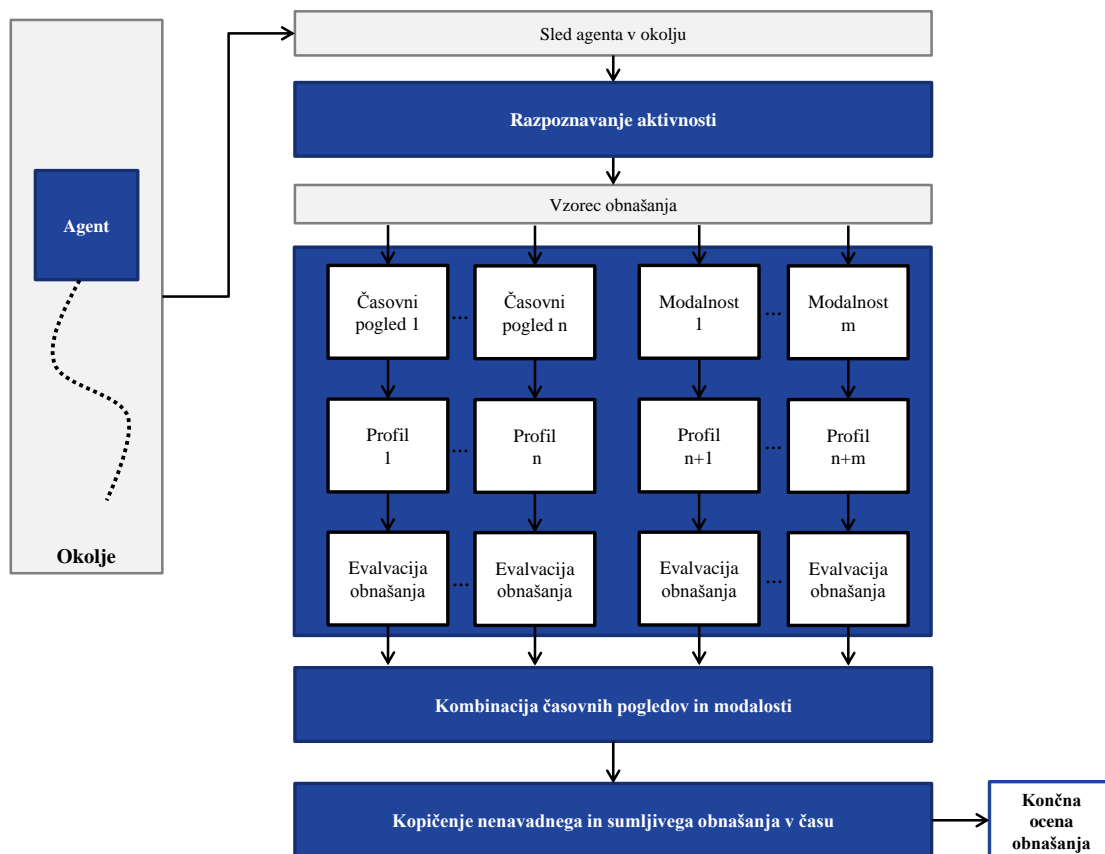 Sled agenta v okolju
Razpoznavanje aktivnosti
Vzorec obnašanja
Agent
Okolje
Časovni
pogled 1
...
Časovni
pogled n
Modalnost
1
...
Modalnost
m
Profil
1
...
Profil
n
Profil
n+1
...
Profil
n+m
Evalvacija
obnašanja
...
Evalvacija
obnašanja
Evalvacija
obnašanja
...
Evalvacija
obnašanja
Kombinacija časovnih pogledov in modalosti
Kopičenje nenavadnega in sumljivega obnašanja v času
Končna
ocena
obnašanja